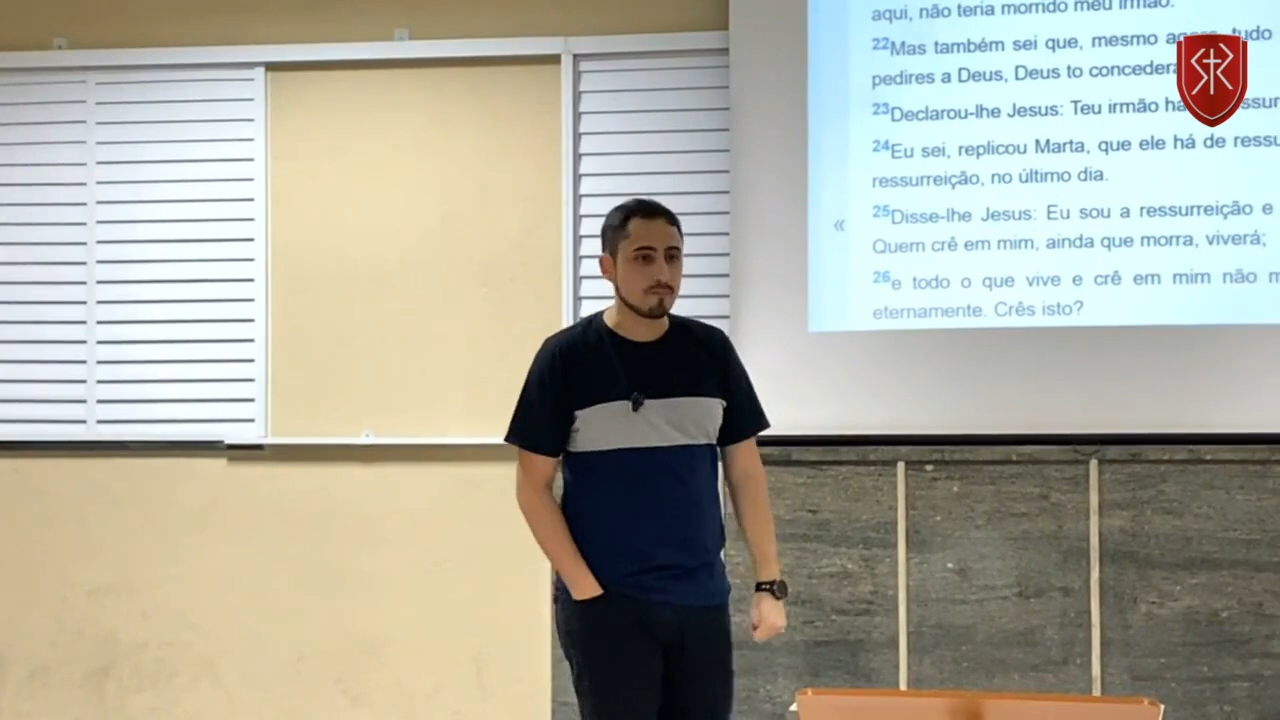 aqui, não teria morrido meu irmão.
22Mas também sei que, mesmo agora, tudo
pedires a Deus, Deus to concederá
23Declarou-lhe Jesus: Teu irmão há
24Eu sei, replicou Marta, que ele há de
ressurreição, no último dia.
25Disse-lhe Jesus: Eu sou a ressurreição e
« Quem crê em mim, ainda que morra, viverá;
26e todo o que vive e crê em mim não
eternamente. Crês isto?